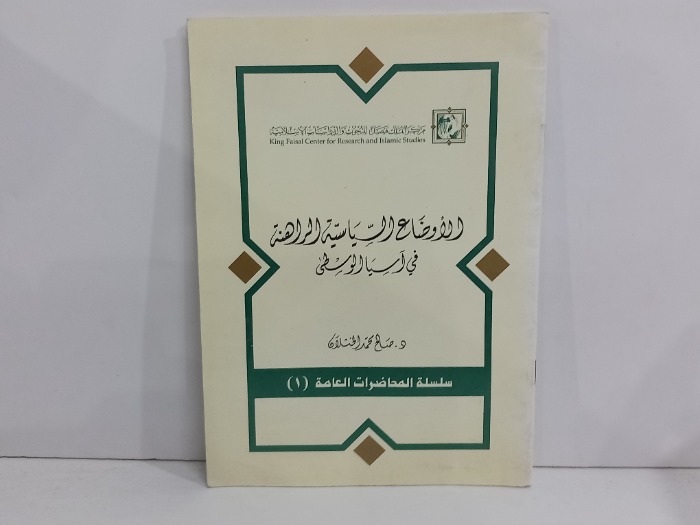 مركز الملك فيصل للبحوث والدراسات الإسلامية
King Faisal Center for Research and Islamic Studies
الأوضاع السياسية الراهنة
في آسيا الوسطى
د. صالح محمد الخثلان
سلسلة المحاضرات العامة (١)